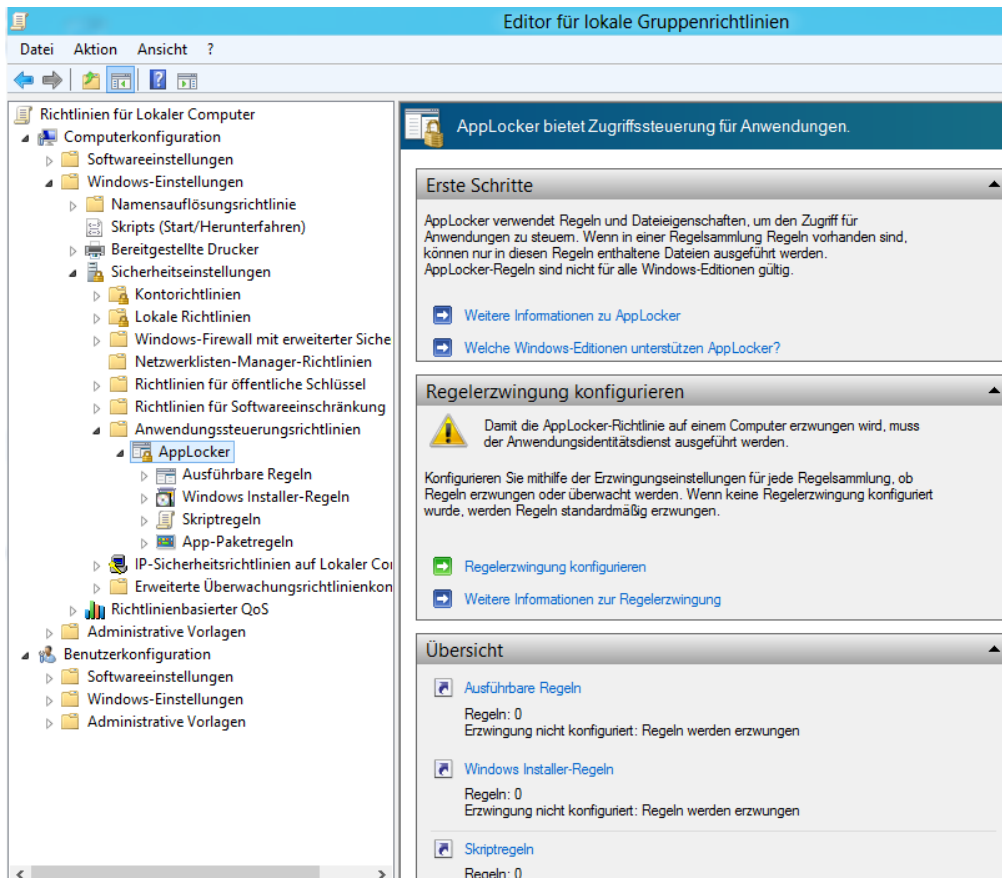 Editor für lokale Gruppenrichtlinien
Datei Aktion Ansicht ?
Richtlinien für Lokaler Computer
Computerkonfiguration
Softwareeinstellungen
Windows-Einstellungen
Namensauflösungsrichtlinie
Skripts (Start/Herunterfahren)
Bereitgestellte Drucker
Sicherheitseinstellungen
Kontorichtlinien
Lokale Richtlinien
Windows-Firewall mit erweiterter Siche
Netzwerklisten-Manager-Richtlinien
Richtlinien für öffentliche Schlüssel
Richtlinien für Softwareeinschränkung
Anwendungssteuerungsrichtlinien
AppLocker
Ausführbare Regeln
Windows Installer-Regeln
Skriptregeln
App-Paketregeln
IP-Sicherheitsrichtlinien auf Lokaler Co
Erweiterte Überwachungsrichtlinienkon
Richtlinienbasierter QoS
Administrative Vorlagen
Benutzerkonfiguration
Softwareeinstellungen
Windows-Einstellungen
Administrative Vorlagen
AppLocker bietet Zugriffssteuerung für Anwendungen.
Erste Schritte
AppLocker verwendet Regeln und Dateieigenschaften, um den Zugriff für
Anwendungen zu steuern. Wenn in einer Regelsammlung Regeln vorhanden sind,
können nur in diesen Regeln enthaltene Dateien ausgeführt werden.
AppLocker-Regeln sind nicht für alle Windows-Editionen gültig.
Weitere Informationen zu AppLocker
Welche Windows-Editionen unterstützen AppLocker?
Regelerzwingung konfigurieren
Damit die AppLocker-Richtlinie auf einem Computer erzwungen wird, muss
der Anwendungsidentitätsdienst ausgeführt werden.
Konfigurieren Sie mithilfe der Erzwingungseinstellungen für jede Regelsammlung, ob
Regeln erzwungen oder überwacht werden. Wenn keine Regelerzwingung konfiguriert
wurde, werden Regeln standardmäßig erzwungen.
Regelerzwingung konfigurieren
Weitere Informationen zur Regelerzwingung
Übersicht
Ausführbare Regeln
Regeln: 0
Erzwingung nicht konfiguriert: Regeln werden erzwungen
Windows Installer-Regeln
Regeln: 0
Erzwingung nicht konfiguriert: Regeln werden erzwungen
Skriptregeln
Regeln: 0